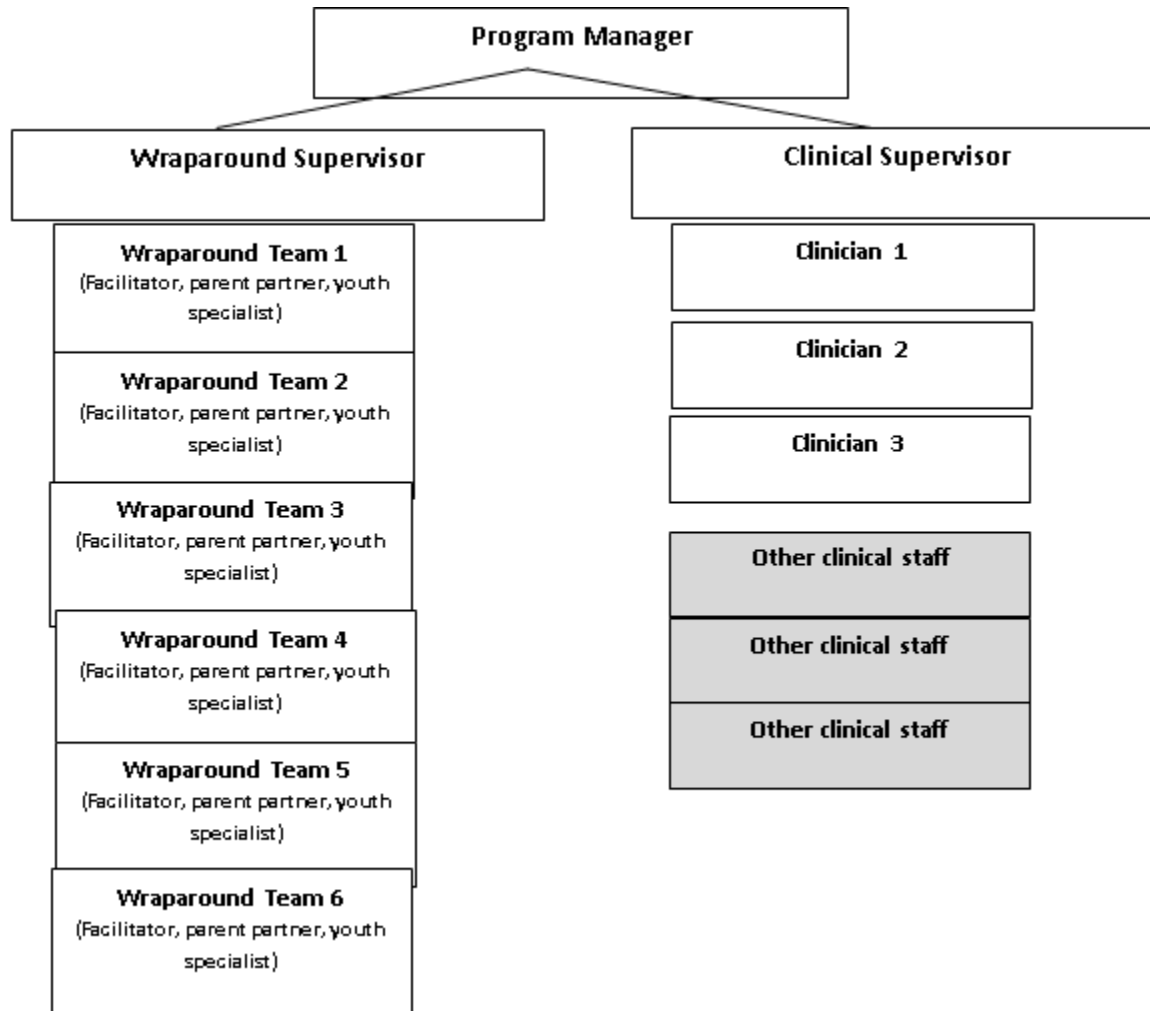 Program Manager
Wraparound Supervisor
Wraparound Team 1
(Facilitator, parent partner, youth
specialist)
Wraparound Team 2
(Facilitator, parent partner, youth
specialist)
Wraparound Team 3
(Facilitator, parent partner, youth
specialist)
Wraparound Team 4
(Facilitator, parent partner, youth
specialist)
Wraparound Team 5
(Facilitator, parent partner, youth
specialist)
Wraparound Team 6
(Facilitator, parent partner, youth
specialist)
Clinical Supervisor
Clinician 1
Clinician 2
Clinician 3
Other clinical staff
Other clinical staff
Other clinical staff